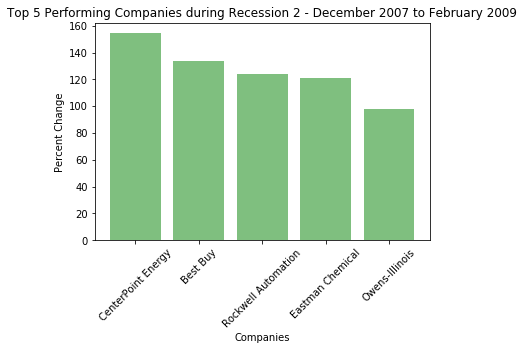 Top 5 Performing Companies during Recession 2 - December 2007 to February 2009
160
140
120
100
80
60
40
20
0
Percent Change
CenterPoint Energy
Best Buy
Rockwell Automation
Eastman Chemical
Owens-Illinois
Companies